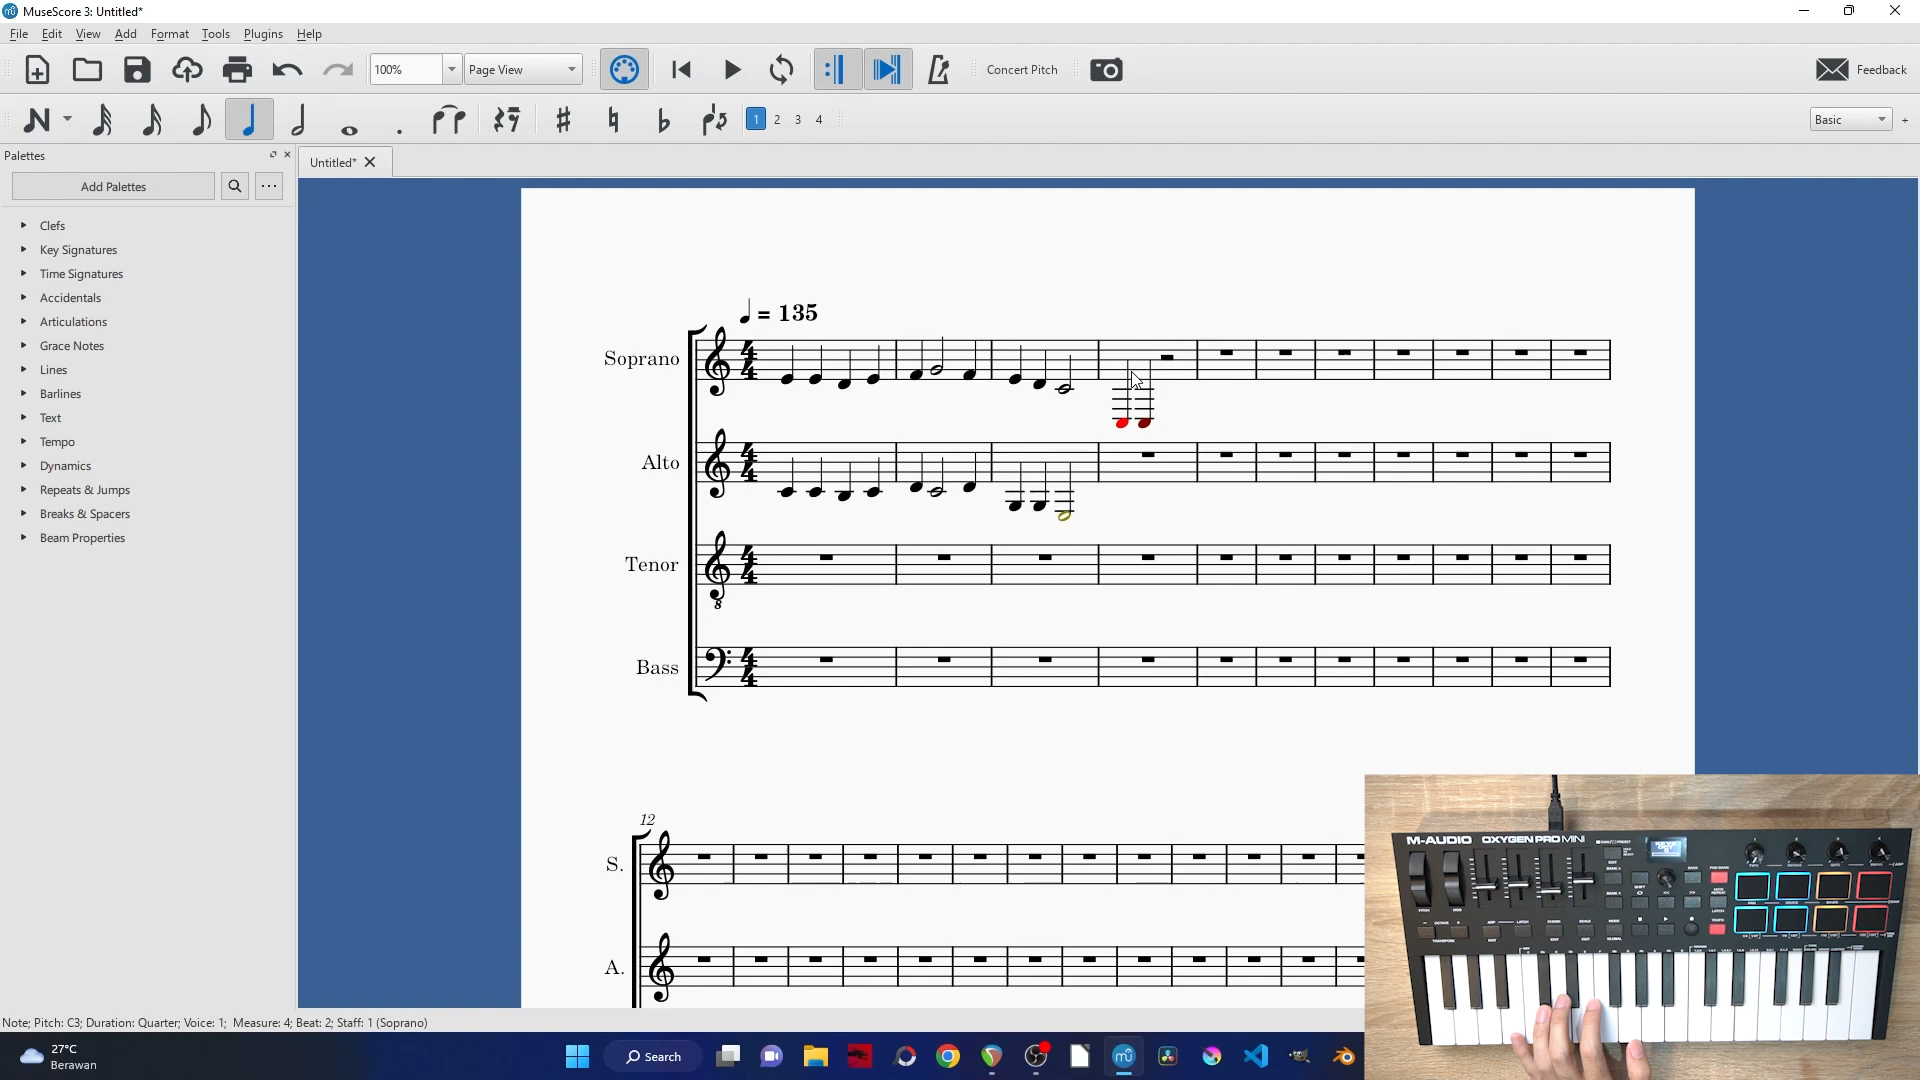 MuseScore 3: Untitled*
File Edit View Add Format Tools Plugins Help
100% Page View Concert Pitch Feedback
1 2 3 4 Basic +
Palettes
Untitled*
Add Palettes ...
Clefs
Key Signatures
Time Signatures
Accidentals
Articulations
Grace Notes
Lines
Barlines
Text
Tempo
Dynamics
Repeats & Jumps
Breaks & Spacers
Beam Properties
= 135
Soprano
Alto
Tenor
8
Bass
12
S.
A.
M-AUDIO OXYGEN PRO MINI
Note; Pitch: C3; Duration: Quarter; Voice: 1; Measure: 4; Beat: 2; Staff: 1 (Soprano)
27°C
Berawan
Search